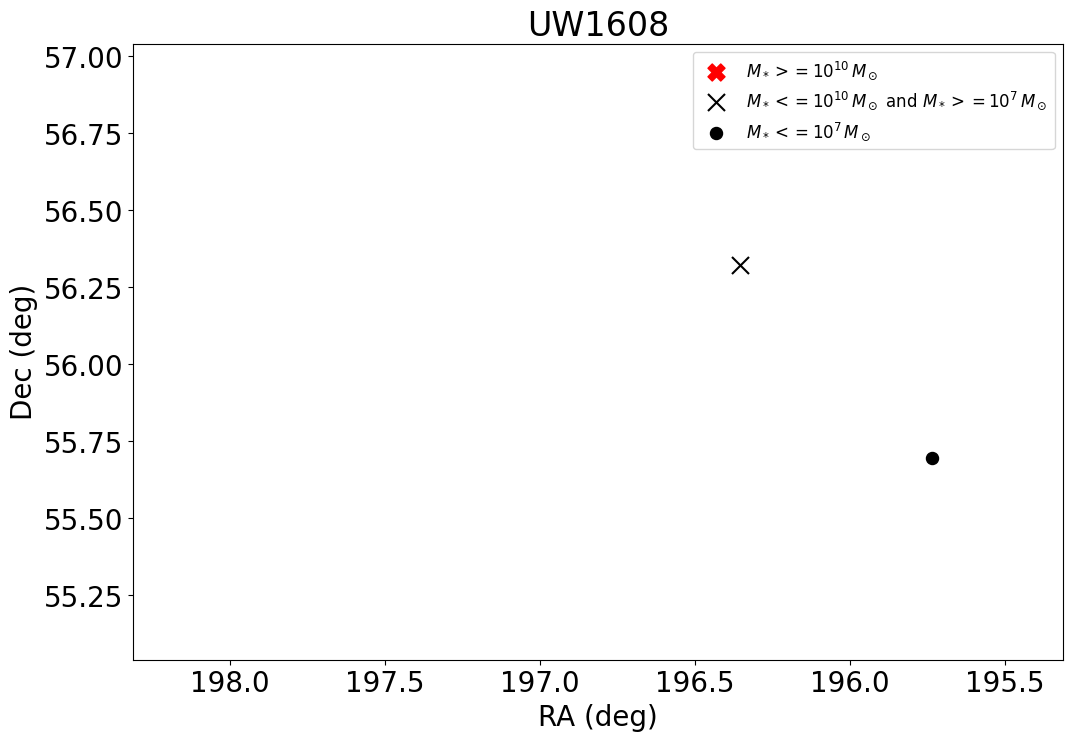 UW1608
57.00
56.75
56.50
56.25
56.00
55.75
55.50
55.25
Dec (deg)
M* >= 10^10 M⊙
M* <= 10^10 M⊙ and M* >= 10^7 M⊙
M* <= 10^7 M⊙
198.0 197.5 197.0 196.5 196.0 195.5
RA (deg)